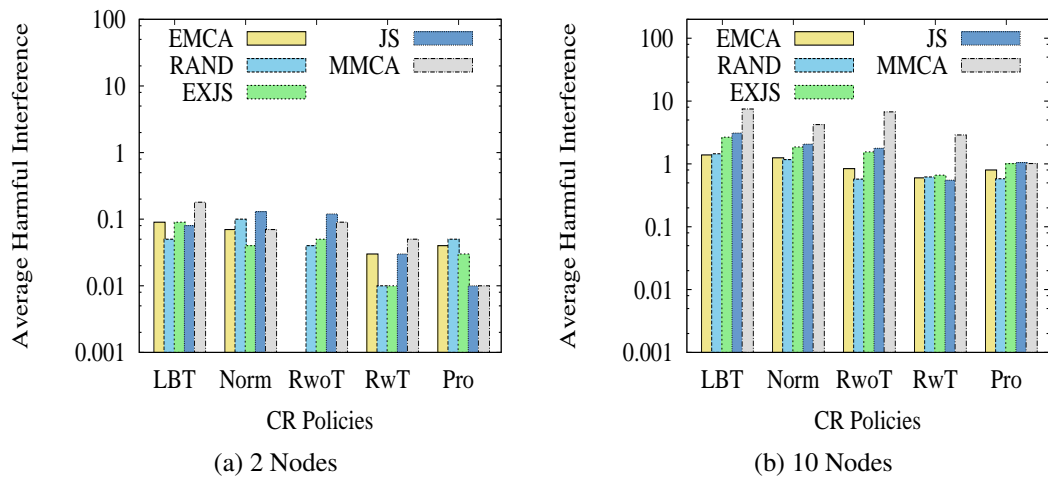 Average Harmful Interference
100
10
1
0.1
0.01
0.001
EMCA
RAND
EXJS
JS
MMCA
LBT Norm RwoT RwT Pro
CR Policies
(a) 2 Nodes
Average Harmful Interference
100
10
1
0.1
0.01
0.001
EMCA
RAND
EXJS
JS
MMCA
LBT Norm RwoT RwT Pro
CR Policies
(b) 10 Nodes